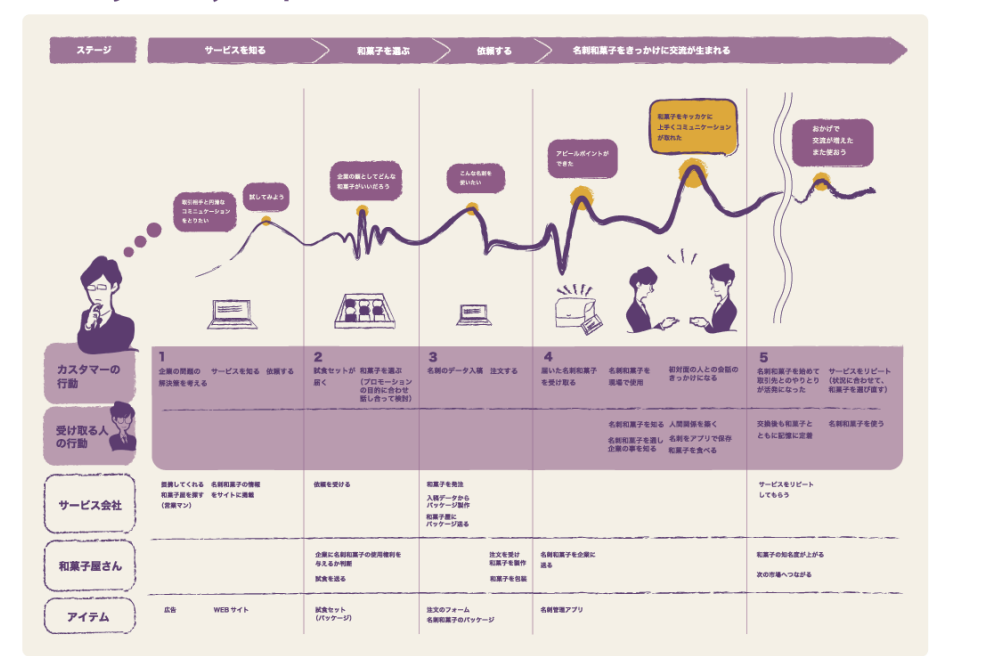 ステージ
サービスを知る
和菓子を選ぶ
依頼する
名刺和菓子をきっかけに交流が生まれる
取引相手と円滑な
コミュニケーション
をとりたい
試してみよう
企業の顔としてどんな
和菓子がいいだろう
こんな名刺を
使いたい
アピールポイントが
できた
和菓子をキッカケに
上手くコミュニケーション
が取れた
おかげで
交流が増えた
また使おう
カスタマーの
行動
1
企業の問題の
解決策を考える
サービスを知る
依頼する
2
試食セットが
届く
和菓子を選ぶ
(プロモーション
の目的に合わせ
話し合って検討)
3
名刺のデータ入稿
注文する
4
届いた名刺和菓子
を受け取る
名刺和菓子を
現場で使用
初対面の人との会話の
きっかけになる
5
名刺和菓子を始めて
取引先とのやりとり
が活発になった
サービスをリピート
(状況に合わせて、
和菓子を選び直す)
受け取る人
の行動
名刺和菓子を知る
名刺和菓子を通し
企業の事を知る
人間関係を築く
名刺をアプリで保存
和菓子を食べる
交換後も和菓子と
ともに記憶に定着
名刺和菓子を使う
サービス会社
提携してくれる
和菓子屋を探す
(営業マン)
名刺和菓子の情報
をサイトに掲載
依頼を受ける
和菓子を発注
入稿データから
パッケージ製作
和菓子屋に
パッケージ送る
サービスをリピート
してもらう
和菓子屋さん
企業に名刺和菓子の使用権利を
与えるか判断
試食を送る
注文を受け
和菓子を製作
和菓子を包装
名刺和菓子を企業に
送る
和菓子の知名度が上がる
次の市場へつながる
アイテム
広告
WEB サイト
試食セット
(パッケージ)
注文のフォーム
名刺和菓子のパッケージ
名刺管理アプリ